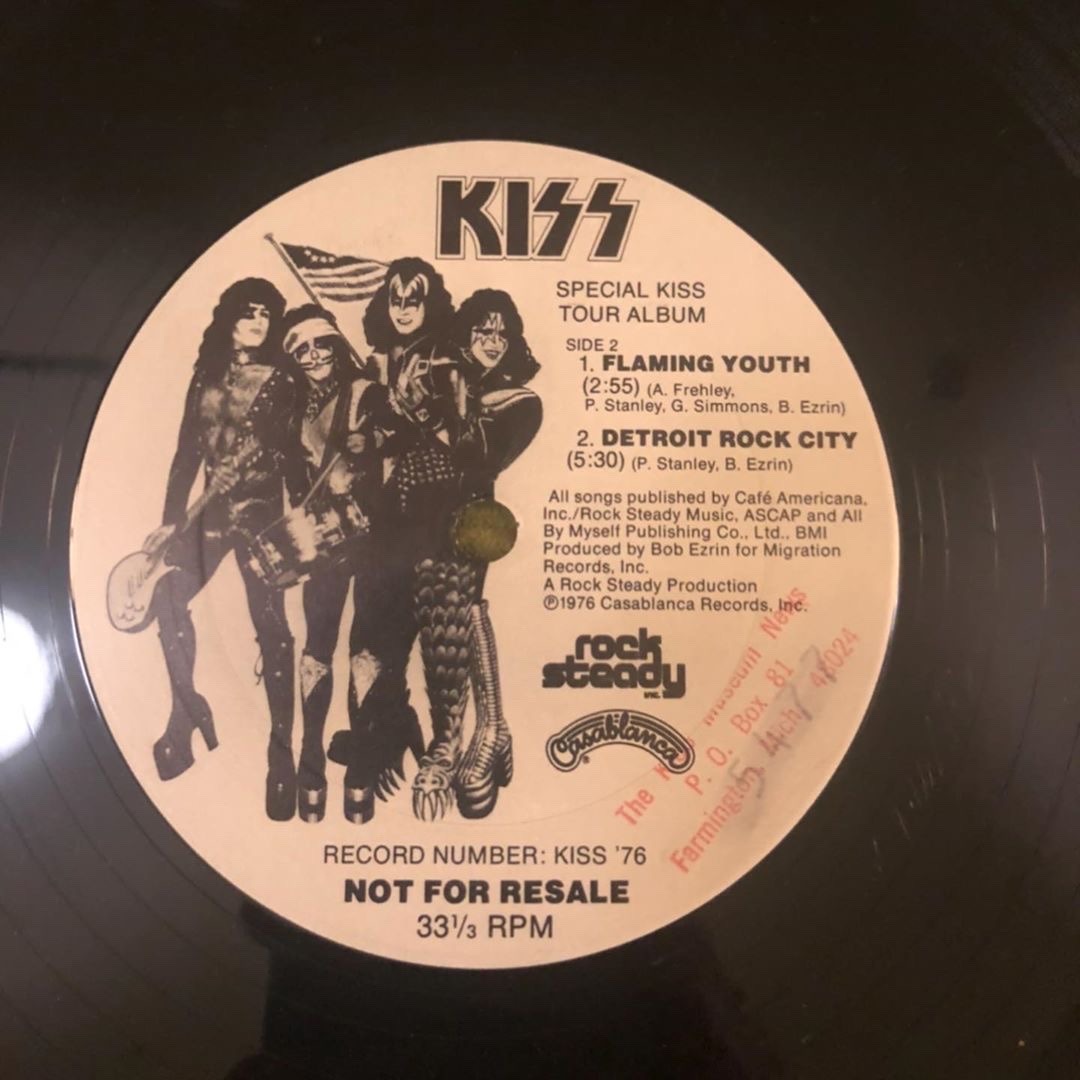 KISS
SPECIAL KISS
TOUR ALBUM
SIDE 2
1. FLAMING YOUTH
(2:55) (A. Frehley,
P. Stanley, G. Simmons, B. Ezrin)
2. DETROIT ROCK CITY
(5:30) (P. Stanley, B. Ezrin)
All songs published by Café Americana,
Inc./Rock Steady Music, ASCAP and All
By Myself Publishing Co., Ltd., BMI
Produced by Bob Ezrin for Migration
Records, Inc.
A Rock Steady Production
℗1976 Casablanca Records, Inc.
rock
steady
INC.
Casablanca
®
The Museum News
P. O. Box 81
Farmington, Mich. 48024
RECORD NUMBER: KISS '76
NOT FOR RESALE
33⅓ RPM